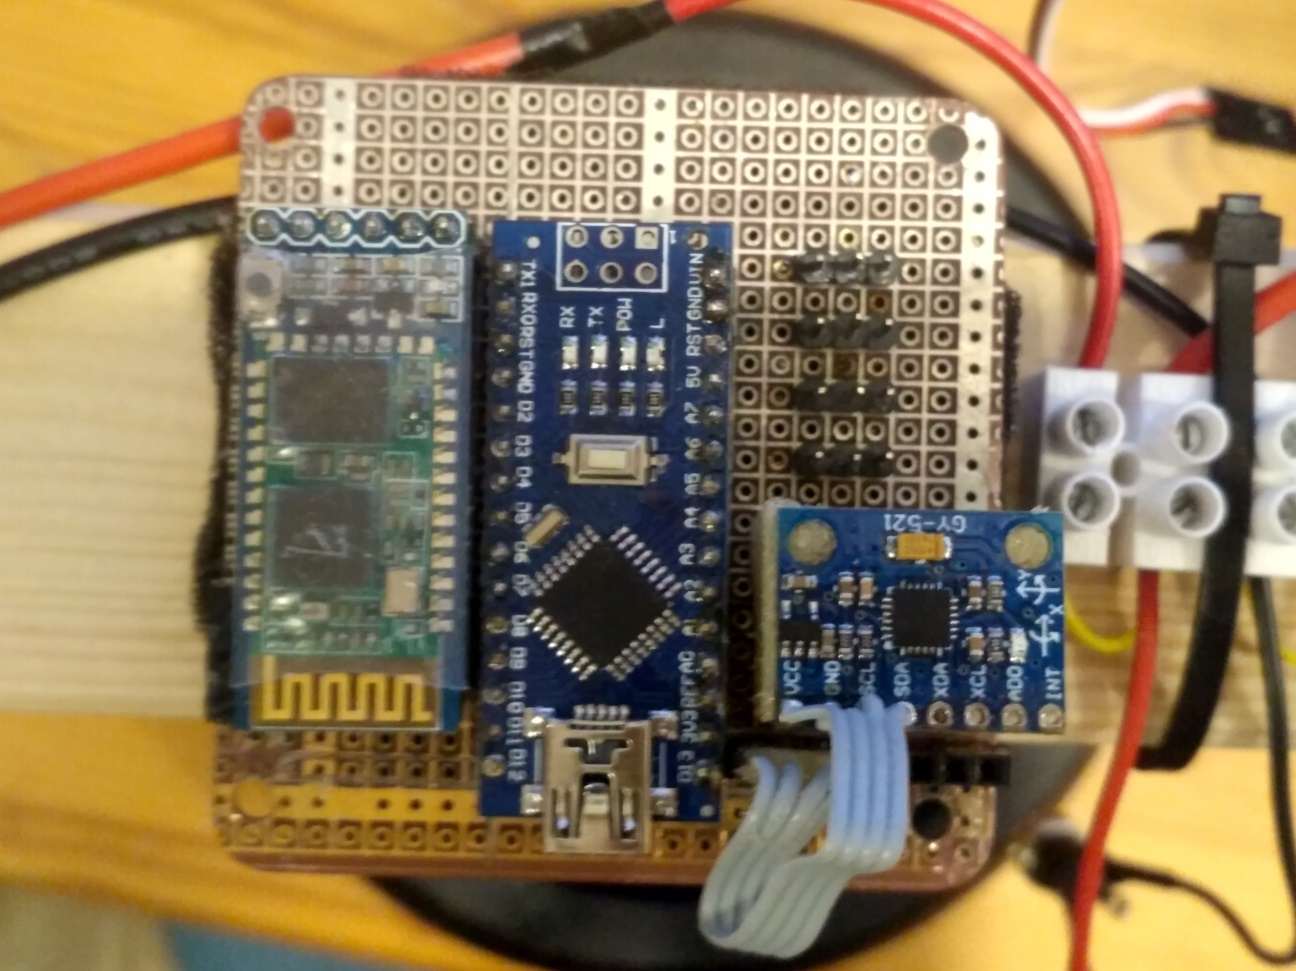 TX1 RX0 RST GND D2 D3 D4 D5 D6 D7 D8 D9 D10 D11 D12
RX TX POW L
1
VIN GND RST 5V A7 A6 A5 A4 A3 A2 A1 A0 REF 3V3 D13
GY-521
Y
X
VCC GND SCL SDA XDA XCL AD0 INT